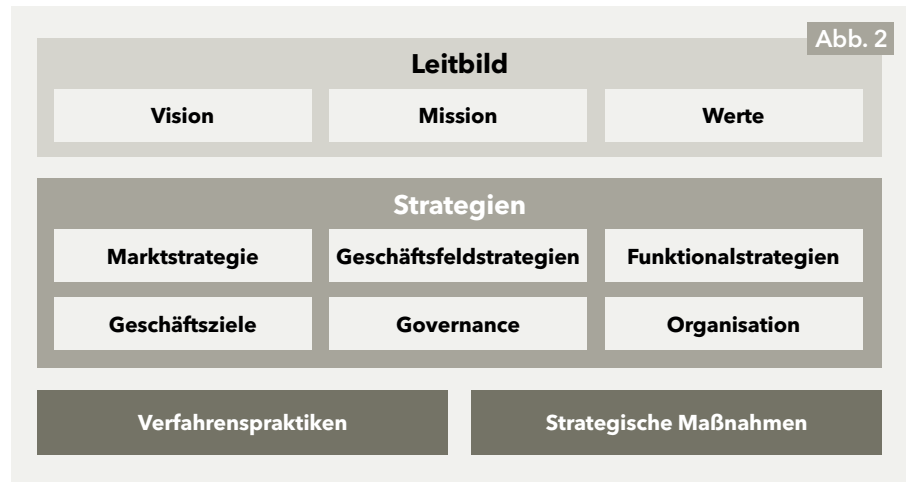 Abb. 2
Leitbild
Vision
Mission
Werte
Strategien
Marktstrategie
Geschäftsfeldstrategien
Funktionalstrategien
Geschäftsziele
Governance
Organisation
Verfahrenspraktiken
Strategische Maßnahmen